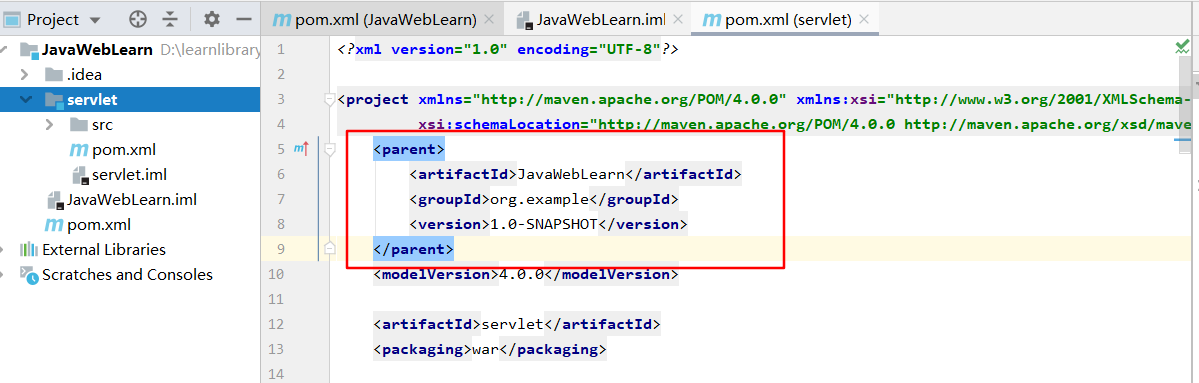 Project
pom.xml (JavaWebLearn)
JavaWebLearn.iml
pom.xml (servlet)
JavaWebLearn D:\learnlibrary
.idea
servlet
src
pom.xml
servlet.iml
JavaWebLearn.iml
pom.xml
External Libraries
Scratches and Consoles
1 <?xml version="1.0" encoding="UTF-8"?>
2
3 <project xmlns="http://maven.apache.org/POM/4.0.0" xmlns:xsi="http://www.w3.org/2001/XMLSchema-
4 xsi:schemaLocation="http://maven.apache.org/POM/4.0.0 http://maven.apache.org/xsd/mave
5 <parent>
6 <artifactId>JavaWebLearn</artifactId>
7 <groupId>org.example</groupId>
8 <version>1.0-SNAPSHOT</version>
9 </parent>
10 <modelVersion>4.0.0</modelVersion>
11
12 <artifactId>servlet</artifactId>
13 <packaging>war</packaging>
14